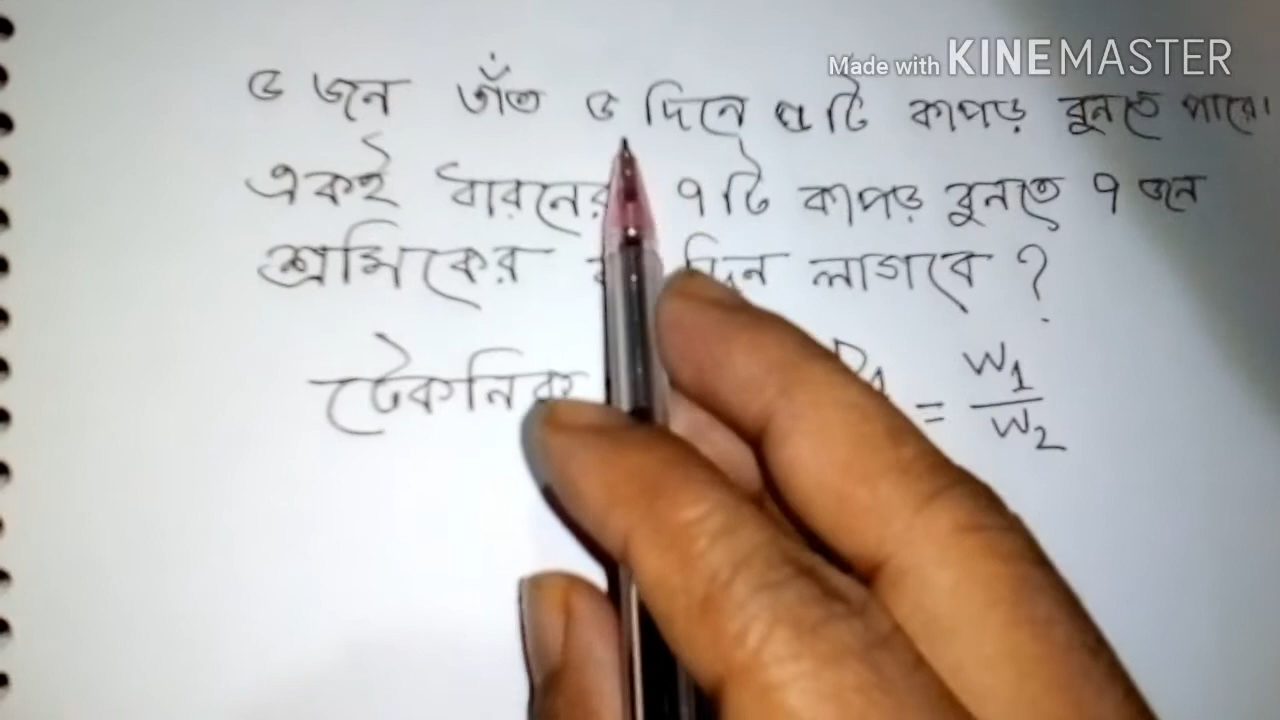 Made with KINEMASTER
৫ জন তাঁত ৫ দিনে ৫টি কাপড় বুনতে পারে।
একই ধারনের ৭টি কাপড় বুনতে ৭ জন
শ্রমিকের দিন লাগবে ?
টেকনিক = W1/W2